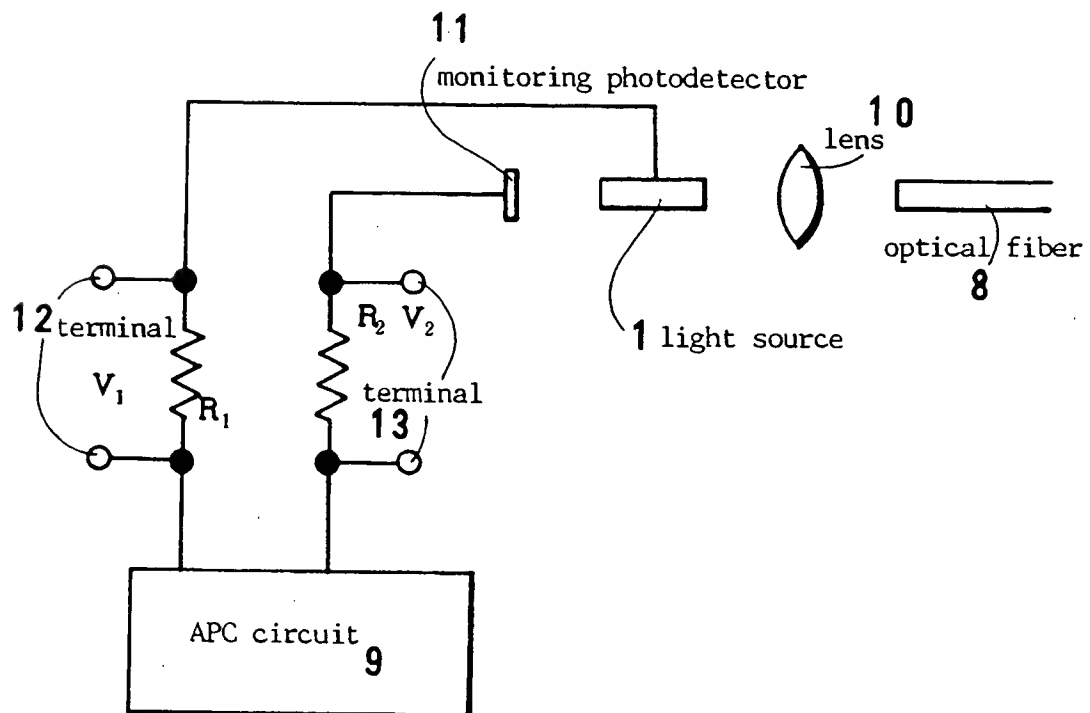 11
monitoring photodetector
10
lens
optical fiber
8
1 light source
12 terminal
R₂ V₂
V₁
R₁
terminal
13
APC circuit 9